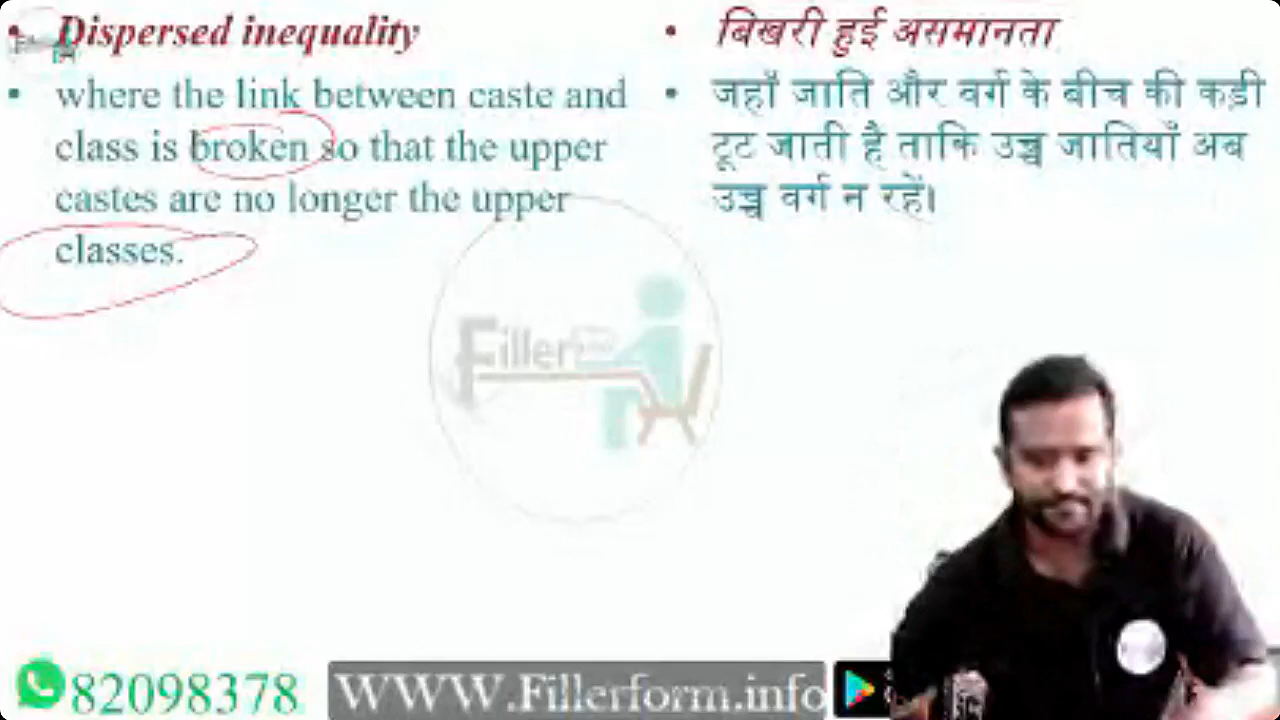 Dispersed inequality
• where the link between caste and
class is broken so that the upper
castes are no longer the upper
classes.
• बिखरी हुई असमानता
• जहाँ जाति और वर्ग के बीच की कड़ी
टूट जाती है ताकि उच्च जातियाँ अब
उच्च वर्ग न रहें।
Filler
82098378
WWW.Fillerform.info